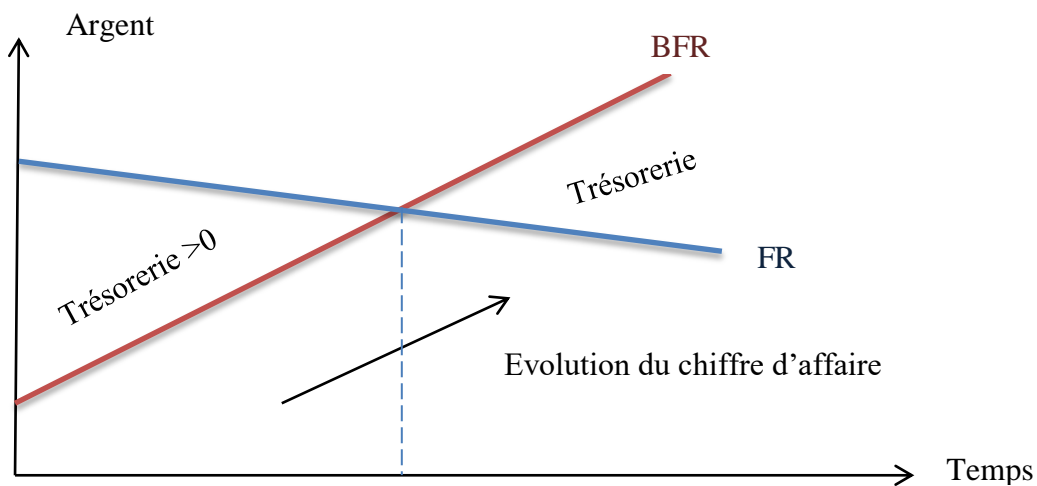 Argent
BFR
Trésorerie
Trésorerie >0
FR
Evolution du chiffre d’affaire
Temps